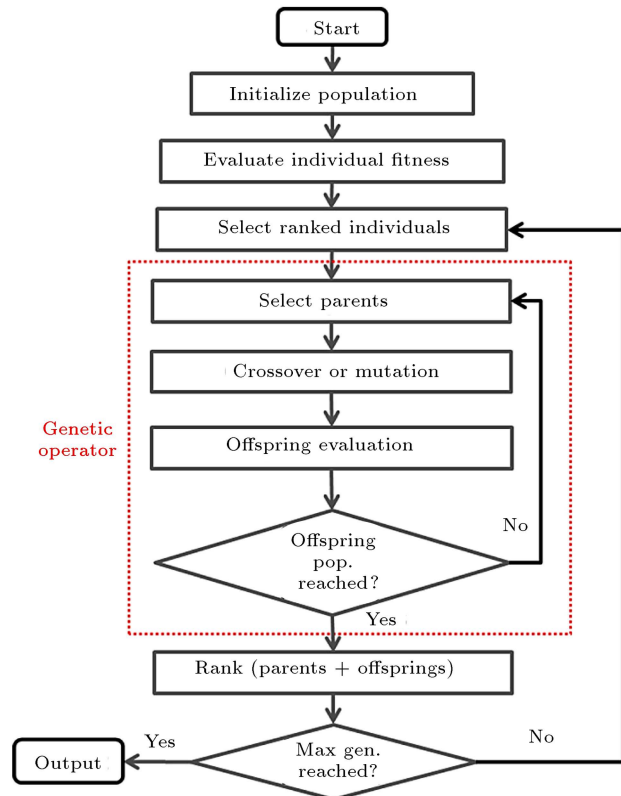 Start
Initialize population
Evaluate individual fitness
Select ranked individuals
Select parents
Crossover or mutation
Genetic
operator
Offspring evaluation
No
Offspring
pop.
reached?
Yes
Rank (parents + offsprings)
Yes
No
Max gen.
reached?
Output